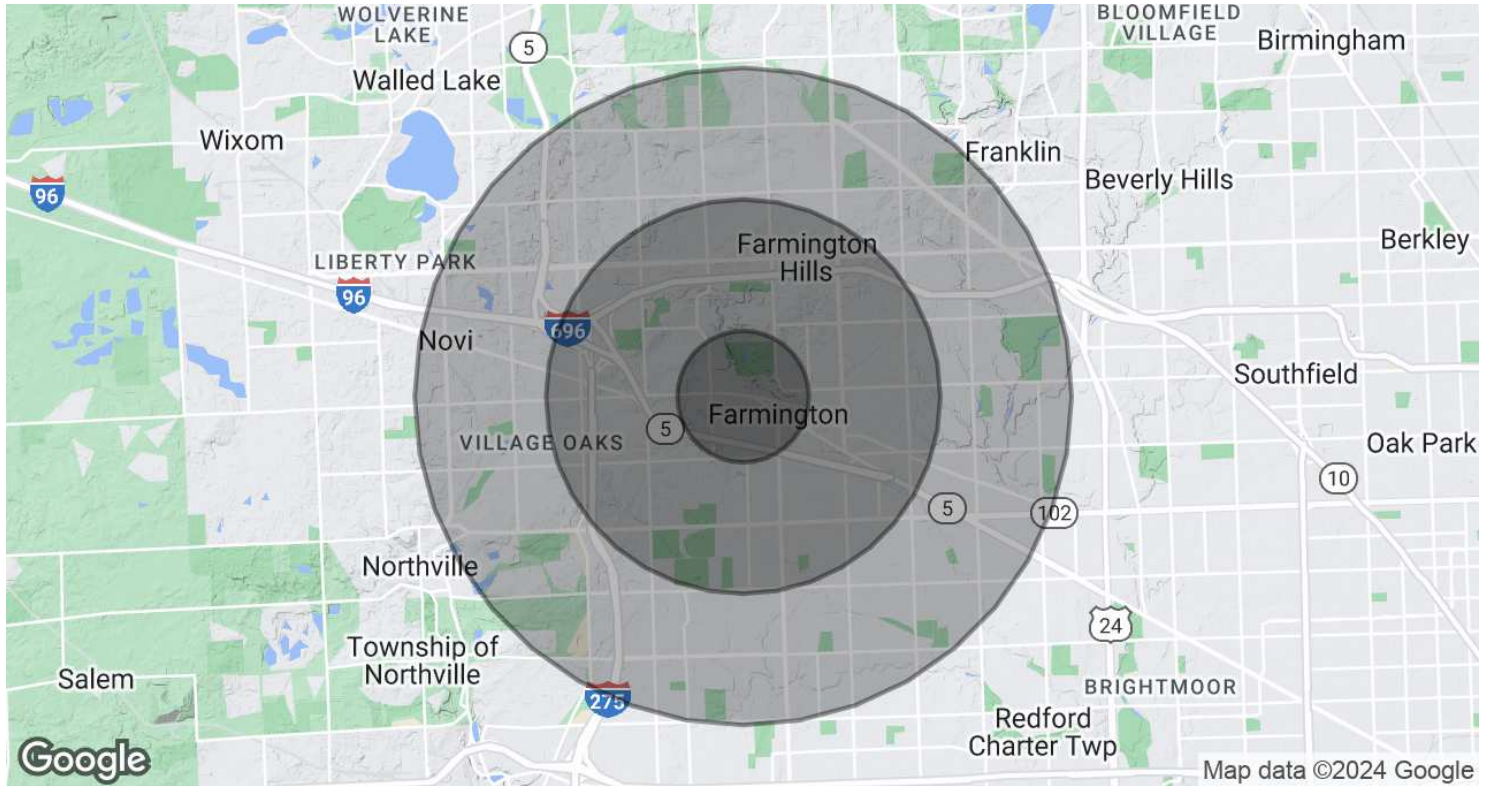 WOLVERINE
LAKE
BLOOMFIELD
VILLAGE
5
Birmingham
Walled Lake
Wixom
Franklin
Beverly Hills
96
Farmington
Hills
Berkley
LIBERTY PARK
96
696
Novi
Southfield
Farmington
5
VILLAGE OAKS
Oak Park
10
5
102
Northville
24
Township of
Northville
Salem
BRIGHTMOOR
275
Redford
Charter Twp
Google
Map data ©2024 Google